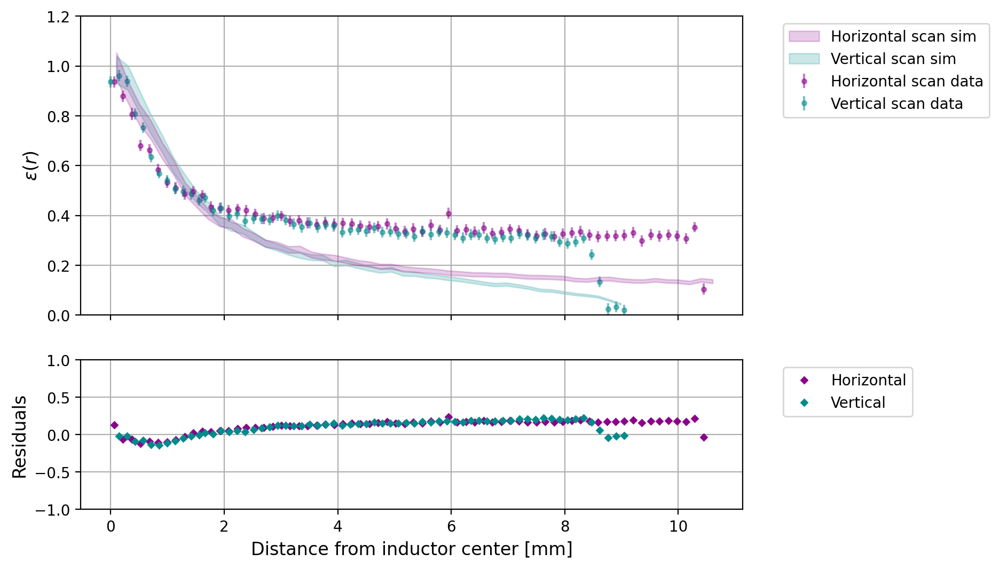 1.2
1.0
0.8
0.6
0.4
0.2
0.0
ε(r)
Horizontal scan sim
Vertical scan sim
Horizontal scan data
Vertical scan data
1.0
0.5
0.0
−0.5
−1.0
Residuals
Horizontal
Vertical
0 2 4 6 8 10
Distance from inductor center [mm]